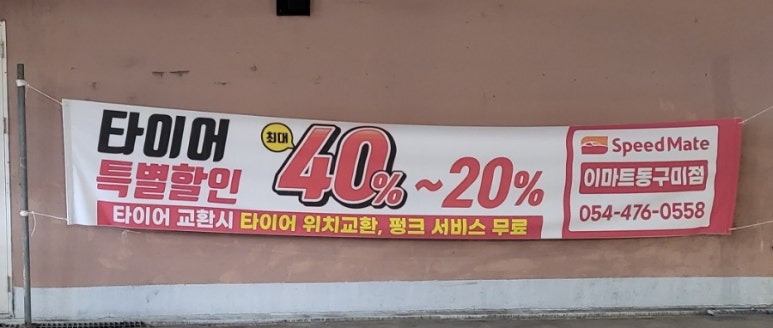 타이어
특별할인
최대
40% ~20%
타이어 교환시 타이어 위치교환, 펑크 서비스 무료
SpeedMate
이마트동구미점
054-476-0558